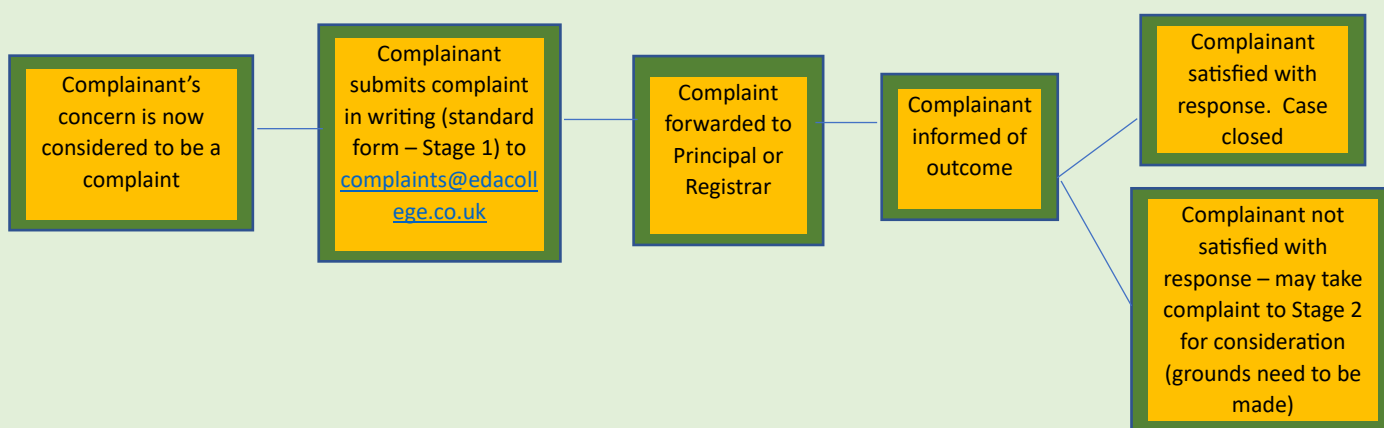 Complainant's
concern is now
considered to be a
complaint
Complainant
submits complaint
in writing (standard
form – Stage 1) to
complaints@edacoll
ege.co.uk
Complaint
forwarded to
Principal or
Registrar
Complainant
informed of
outcome
Complainant
satisfied with
response.  Case
closed
Complainant not
satisfied with
response – may take
complaint to Stage 2
for consideration
(grounds need to be
made)